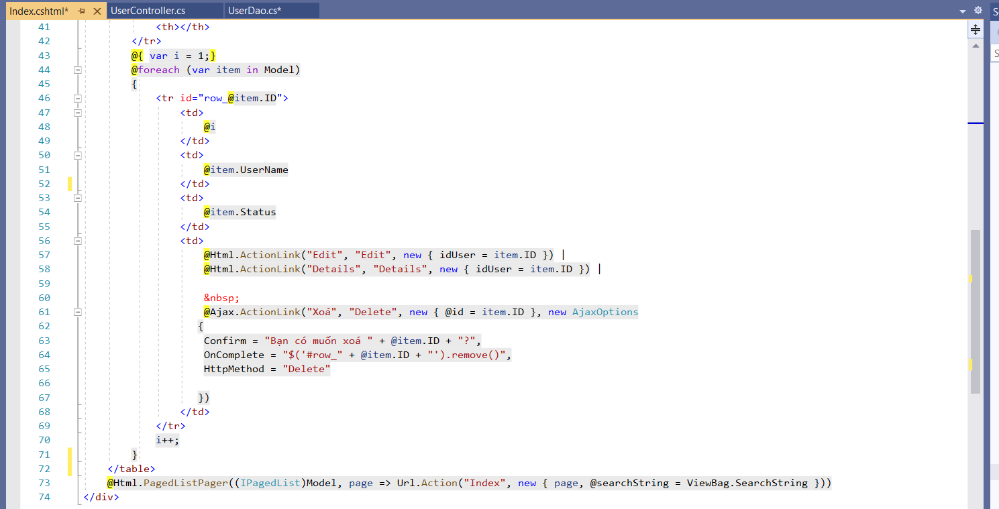 Index.cshtml* UserController.cs UserDao.cs*
41 <th></th>
42 </tr>
43 @{ var i = 1;}
44 @foreach (var item in Model)
45 {
46 <tr id="row_@item.ID">
47 <td>
48 @i
49 </td>
50 <td>
51 @item.UserName
52 </td>
53 <td>
54 @item.Status
55 </td>
56 <td>
57 @Html.ActionLink("Edit", "Edit", new { idUser = item.ID }) |
58 @Html.ActionLink("Details", "Details", new { idUser = item.ID }) |
59
60 &nbsp;
61 @Ajax.ActionLink("Xoá", "Delete", new { @id = item.ID }, new AjaxOptions
62 {
63 Confirm = "Bạn có muốn xoá " + @item.ID + "?",
64 OnComplete = "$('#row_" + @item.ID + "').remove()",
65 HttpMethod = "Delete"
66
67 })
68 </td>
69 </tr>
70 i++;
71 }
72 </table>
73 @Html.PagedListPager((IPagedList)Model, page => Url.Action("Index", new { page, @searchString = ViewBag.SearchString }))
74 </div>